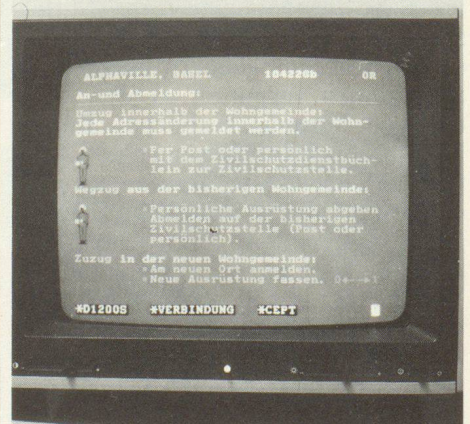 ALPHAVILLE, BASEL 104220b 0R
An-und Abmeldung:
Umzug innerhalb der Wohngemeinde:
Jede Adressänderung innerhalb der Wohn-
gemeinde muss gemeldet werden.
Per Post oder persönlich
mit dem Zivilschutzdienstbüch-
lein zur Zivilschutzstelle.
Wegzug aus der bisherigen Wohngemeinde:
Persönliche Ausrüstung abgeben
Abmelden auf der bisherigen
Zivilschutzstelle (Post oder
persönlich).
Zuzug in der neuen Wohngemeinde:
Am neuen Ort anmelden.
Neue Ausrüstung fassen.
*D1200S *VERBINDUNG *CEPT